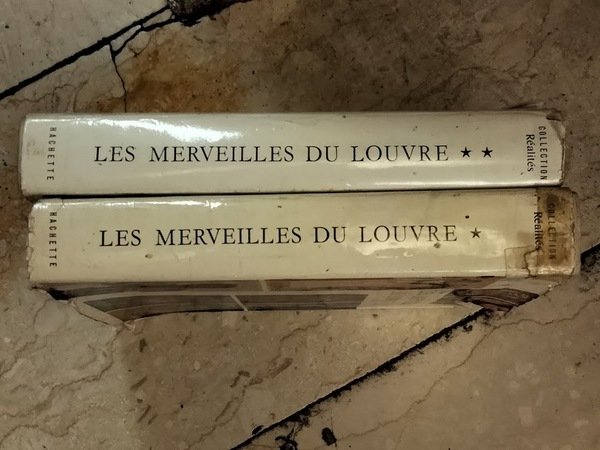 HACHETTE
LES MERVEILLES DU LOUVRE ★ ★
COLLECTION
Réalités
HACHETTE
LES MERVEILLES DU LOUVRE ★
COLLECTION
Réalités